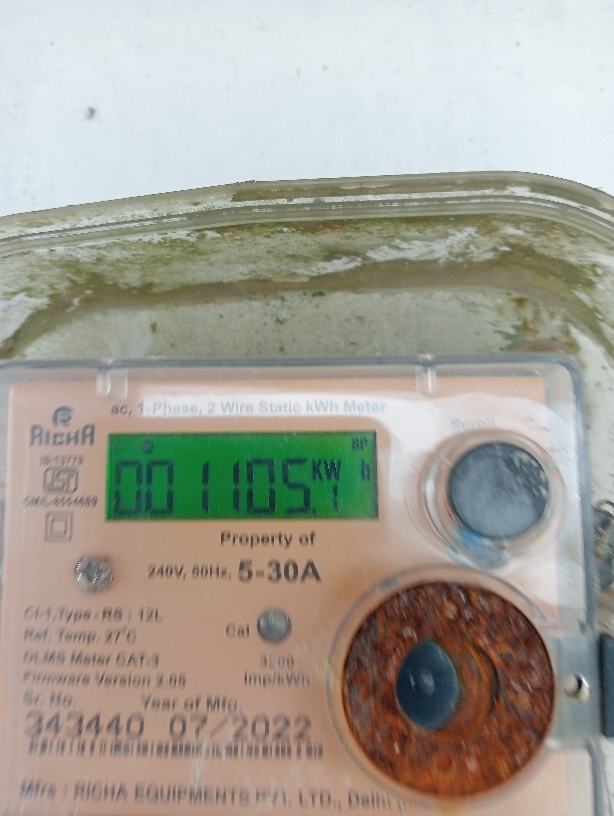 ac, 1-Phase, 2 Wire Static kWh Meter
RICHA
IS-13779
BP
001105.1 KW h
Scroll
Property of
240V, 50Hz, 5-30A
Cl-1, Type - RS : 12L
Ref. Temp. 27°C
Cal
DLMS Meter CAT-3
3200
Firmware Version 2.05
Imp/kWh
Sr. No. Year of Mfg.
343440 07/2022
Mfrs : RICHA EQUIPMENTS PVT. LTD., Delhi